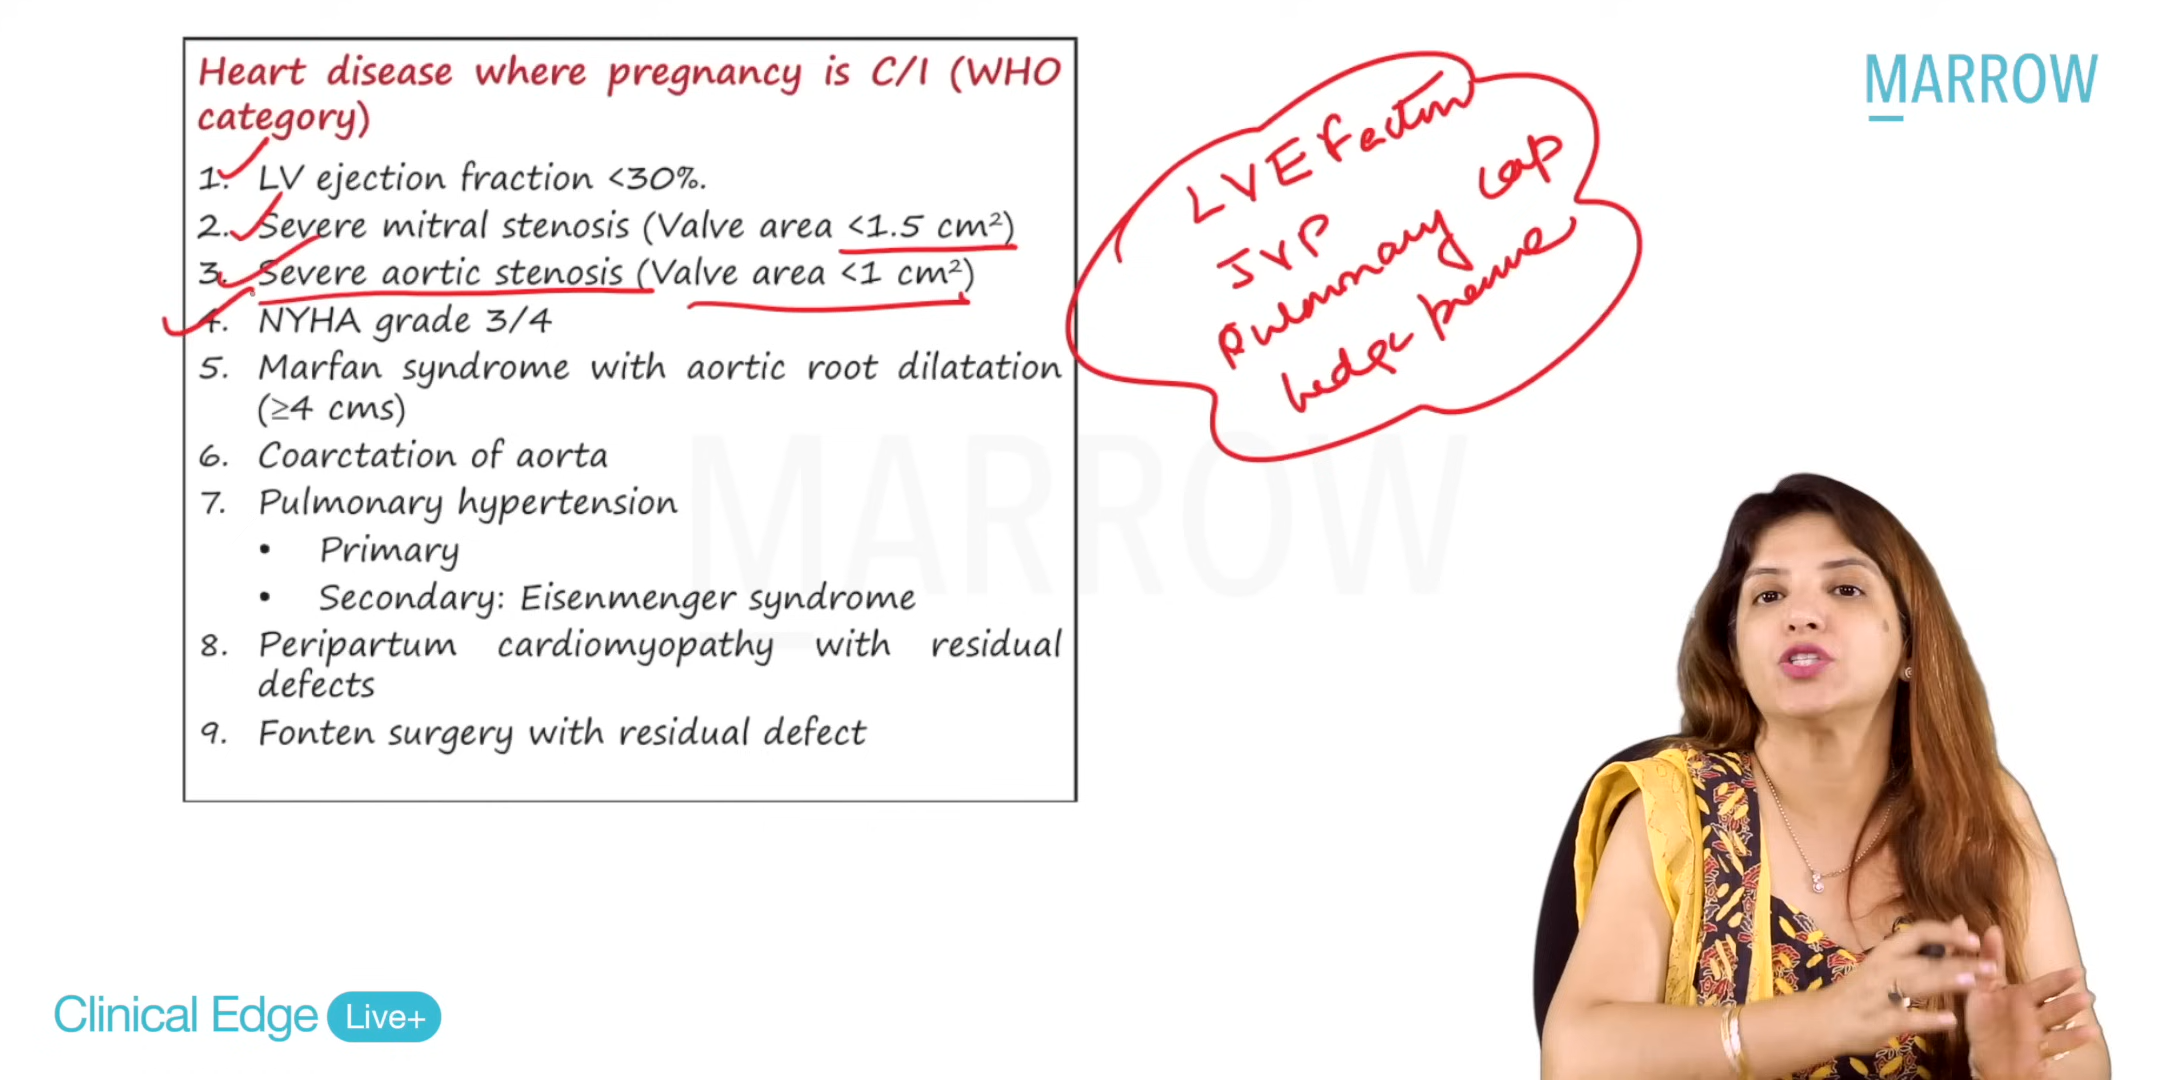 Heart disease where pregnancy is C/I (WHO
category)
1. LV ejection fraction <30%.
2. Severe mitral stenosis (Valve area <1.5 cm²)
3. Severe aortic stenosis (Valve area <1 cm²)
4. NYHA grade 3/4
5. Marfan syndrome with aortic root dilatation
(≥4 cms)
6. Coarctation of aorta
7. Pulmonary hypertension
• Primary
• Secondary: Eisenmenger syndrome
8. Peripartum cardiomyopathy with residual
defects
9. Fonten surgery with residual defect
LVE
JVP
Pulmonary cap
MARROW
MARROW
Clinical Edge Live+